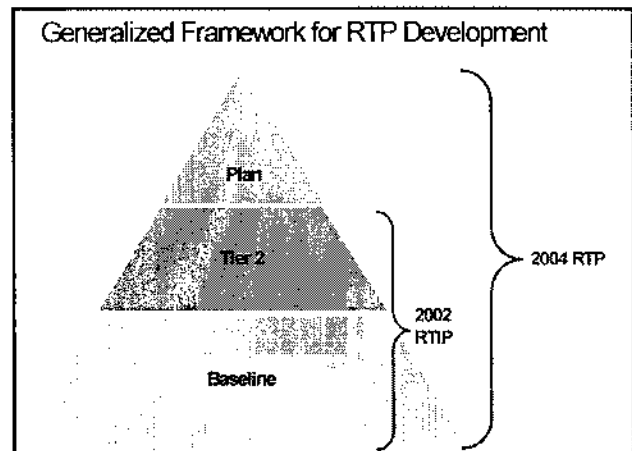 Generalized Framework for RTP Development
Plan
Tier 2
2004 RTP
2002
RTIP
Baseline